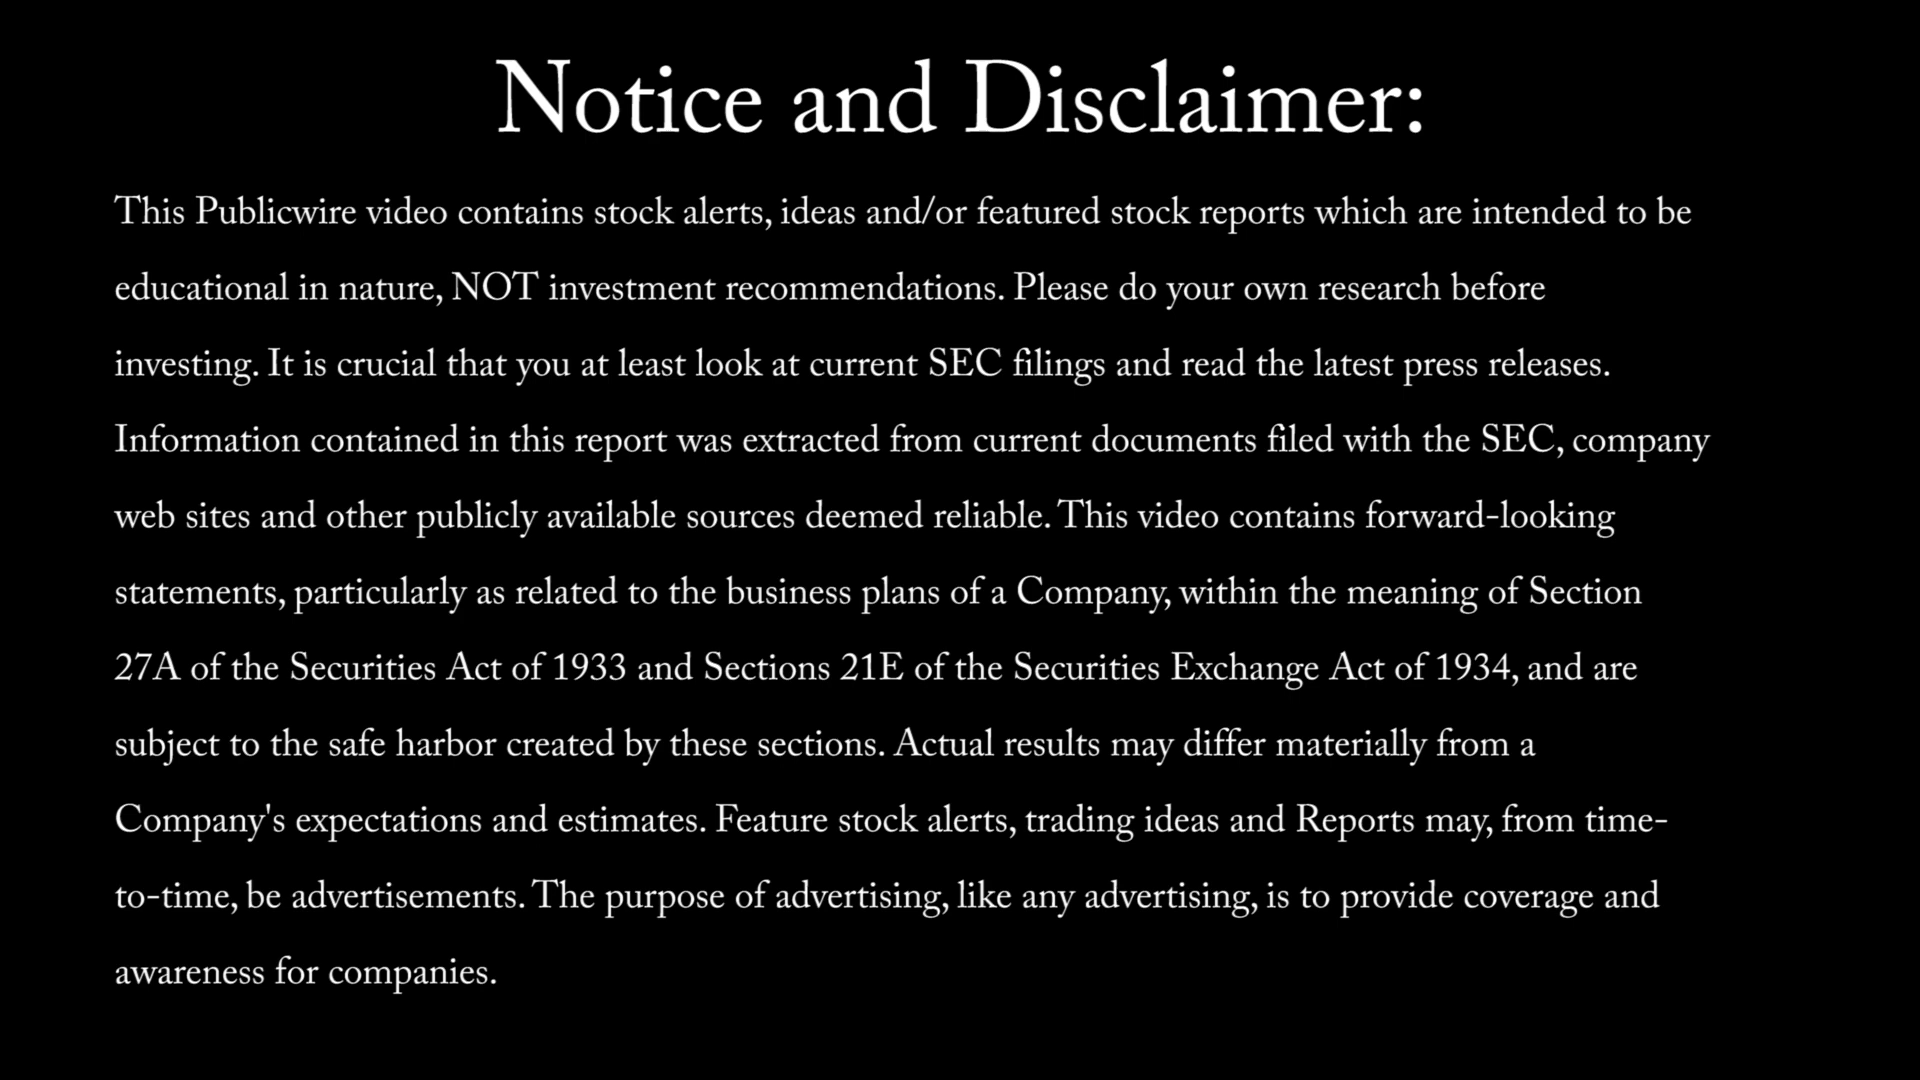 Notice and Disclaimer:
This Publicwire video contains stock alerts, ideas and/or featured stock reports which are intended to be
educational in nature, NOT investment recommendations. Please do your own research before
investing. It is crucial that you at least look at current SEC filings and read the latest press releases.
Information contained in this report was extracted from current documents filed with the SEC, company
web sites and other publicly available sources deemed reliable. This video contains forward-looking
statements, particularly as related to the business plans of a Company, within the meaning of Section
27A of the Securities Act of 1933 and Sections 21E of the Securities Exchange Act of 1934, and are
subject to the safe harbor created by these sections. Actual results may differ materially from a
Company's expectations and estimates. Feature stock alerts, trading ideas and Reports may, from time-
to-time, be advertisements. The purpose of advertising, like any advertising, is to provide coverage and
awareness for companies.